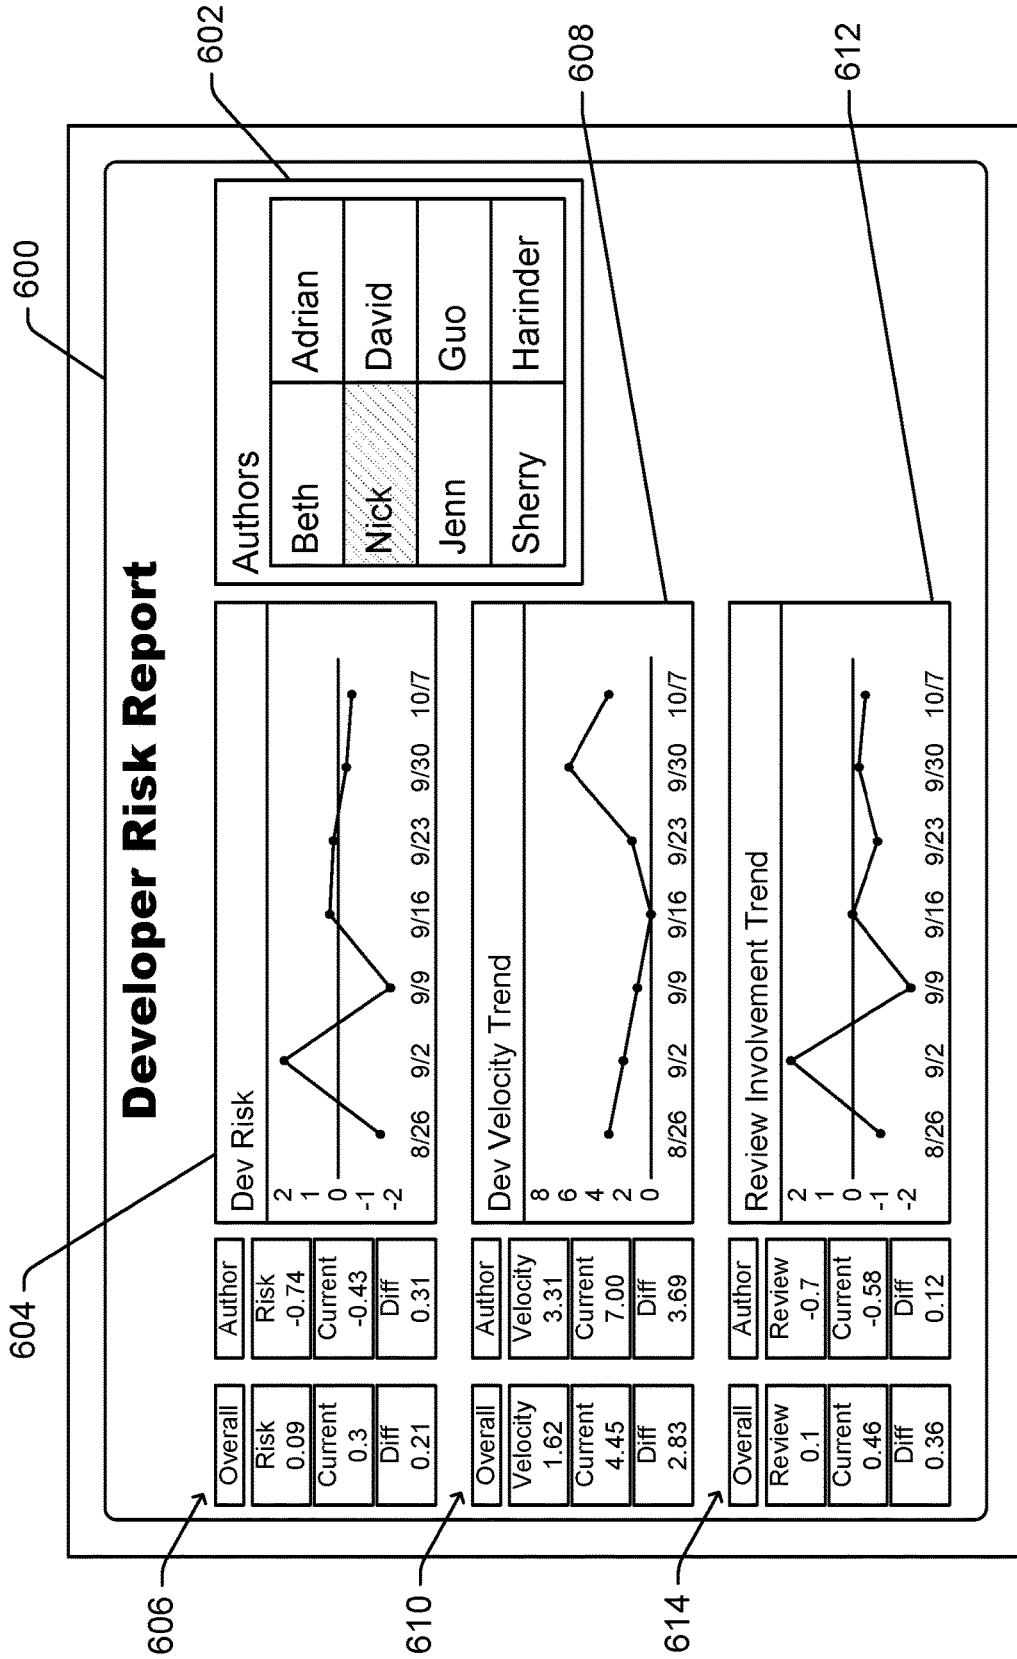 600
Developer Risk Report
602
604
606
Overall
Risk
0.09
Current
0.3
Diff
0.21
Author
Risk
-0.74
Current
-0.43
Diff
0.31
Dev Risk
2
1
0
-1
-2
8/26 9/2 9/9 9/16 9/23 9/30 10/7
Authors
Beth Adrian
Nick David
Jenn Guo
Sherry Harinder
610
Overall
Velocity
1.62
Current
4.45
Diff
2.83
Author
Velocity
3.31
Current
7.00
Diff
3.69
Dev Velocity Trend
8
6
4
2
0
8/26 9/2 9/9 9/16 9/23 9/30 10/7
608
614
Overall
Review
0.1
Current
0.46
Diff
0.36
Author
Review
-0.7
Current
-0.58
Diff
0.12
Review Involvement Trend
2
1
0
-1
-2
8/26 9/2 9/9 9/16 9/23 9/30 10/7
612